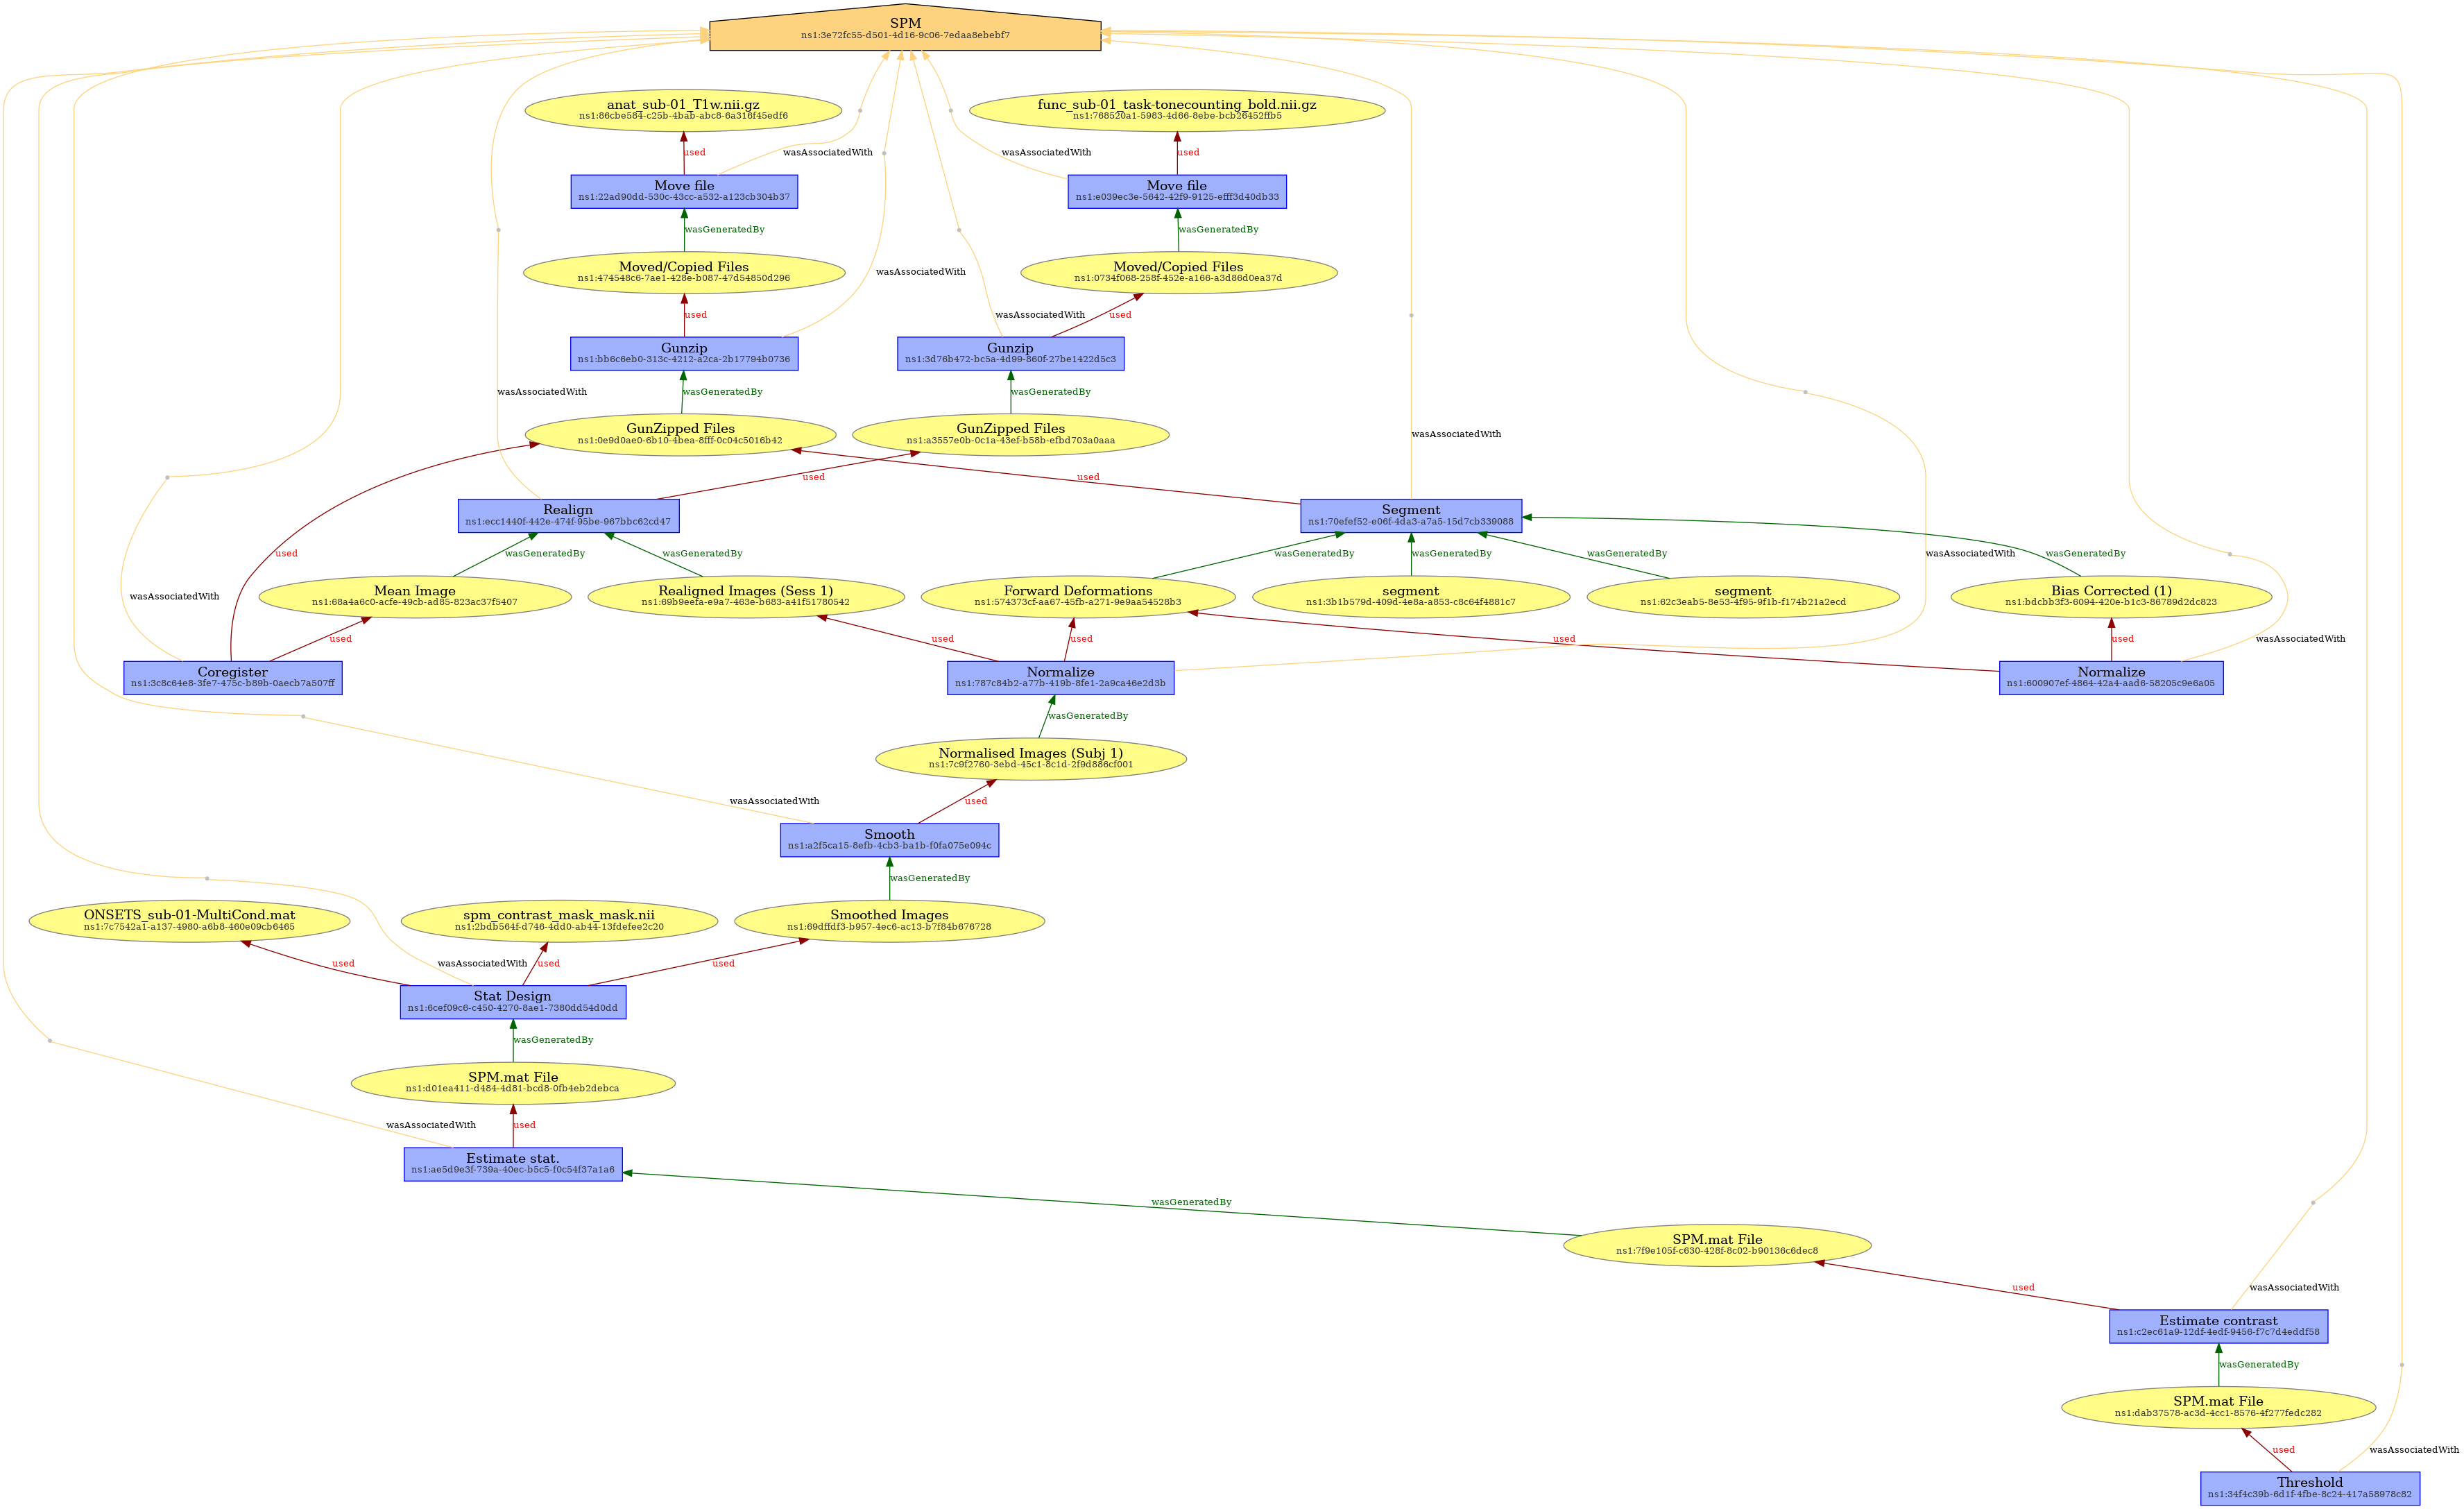 SPM
ns1:3e72fc55-d501-4d16-9c06-7edaa8ebebf7
anat_sub-01_T1w.nii.gz
ns1:86cbe584-c25b-4bab-abc8-6a316f45edf6
func_sub-01_task-tonecounting_bold.nii.gz
ns1:768520a1-5983-4d66-8ebe-bcb26452ffb5
used
wasAssociatedWith
wasAssociatedWith
used
Move file
ns1:22ad90dd-530c-43cc-a532-a123cb304b37
Move file
ns1:e039ec3e-5642-42f9-9125-efff3d40db33
wasGeneratedBy
wasGeneratedBy
Moved/Copied Files
ns1:474548c6-7ae1-428e-b087-47d54850d296
wasAssociatedWith
Moved/Copied Files
ns1:0734f068-258f-452e-a166-a3d86d0ea37d
used
wasAssociatedWith
used
Gunzip
ns1:bb6c6eb0-313c-4212-a2ca-2b17794b0736
Gunzip
ns1:3d76b472-bc5a-4d99-860f-27be1422d5c3
wasAssociatedWith
wasGeneratedBy
wasGeneratedBy
GunZipped Files
ns1:0e9d0ae0-6b10-4bea-8fff-0c04c5016b42
GunZipped Files
ns1:a3557e0b-0c1a-43ef-b58b-efbd703a0aaa
wasAssociatedWith
used
used
Realign
ns1:ecc1440f-442e-474f-95be-967bbc62cd47
Segment
ns1:70efef52-e06f-4da3-a7a5-15d7cb339088
used
wasGeneratedBy
wasGeneratedBy
wasGeneratedBy
wasGeneratedBy
wasGeneratedBy
wasAssociatedWith
wasGeneratedBy
wasAssociatedWith
Mean Image
ns1:68a4a6c0-acfe-49cb-ad85-823ac37f5407
Realigned Images (Sess 1)
ns1:69b9eefa-e9a7-463e-b683-a41f51780542
Forward Deformations
ns1:574373cf-aa67-45fb-a271-9e9aa54528b3
segment
ns1:3b1b579d-409d-4e8a-a853-c8c64f4881c7
segment
ns1:62c3eab5-8e53-4f95-9f1b-f174b21a2ecd
Bias Corrected (1)
ns1:bdcbb3f3-6094-420e-b1c3-86789d2dc823
used
used
used
used
used
wasAssociatedWith
Coregister
ns1:3c8c64e8-3fe7-475c-b89b-0aecb7a507ff
Normalize
ns1:787c84b2-a77b-419b-8fe1-2a9ca46e2d3b
Normalize
ns1:600907ef-4864-42a4-aad6-58205c9e6a05
wasGeneratedBy
Normalised Images (Subj 1)
ns1:7c9f2760-3ebd-45c1-8c1d-2f9d886cf001
wasAssociatedWith
used
Smooth
ns1:a2f5ca15-8efb-4cb3-ba1b-f0fa075e094c
wasGeneratedBy
ONSETS_sub-01-MultiCond.mat
ns1:7c7542a1-a137-4980-a6b8-460e09cb6465
spm_contrast_mask_mask.nii
ns1:2bdb564f-d746-4dd0-ab44-13fdefee2c20
Smoothed Images
ns1:69dffdf3-b957-4ec6-ac13-b7f84b676728
used
wasAssociatedWith
used
used
Stat Design
ns1:6cef09c6-c450-4270-8ae1-7380dd54d0dd
wasGeneratedBy
SPM.mat File
ns1:d01ea411-d484-4d81-bcd8-0fb4eb2debca
wasAssociatedWith
used
Estimate stat.
ns1:ae5d9e3f-739a-40ec-b5c5-f0c54f37a1a6
wasGeneratedBy
SPM.mat File
ns1:7f9e105f-c630-428f-8c02-b90136c6dec8
used
wasAssociatedWith
Estimate contrast
ns1:c2ec61a9-12df-4edf-9456-f7c7d4eddf58
wasGeneratedBy
SPM.mat File
ns1:dab37578-ac3d-4cc1-8576-4f277fedc282
used
wasAssociatedWith
Threshold
ns1:34f4c39b-6d1f-4fbe-8c24-417a58978c82